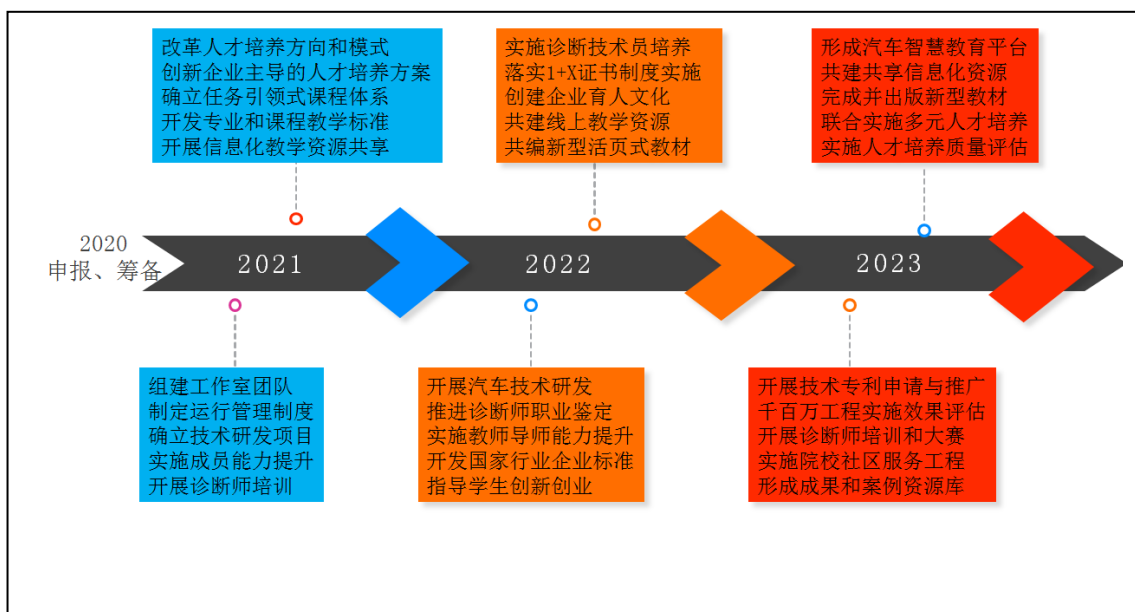 改革人才培养方向和模式
创新企业主导的人才培养方案
确立任务引领式课程体系
开发专业和课程教学标准
开展信息化教学资源共享
实施诊断技术员培养
落实1+X证书制度实施
创建企业育人文化
共建线上教学资源
共编新型活页式教材
形成汽车智慧教育平台
共建共享信息化资源
完成并出版新型教材
联合实施多元人才培养
实施人才培养质量评估
2020
申报、筹备
2021
2022
2023
组建工作室团队
制定运行管理制度
确立技术研发项目
实施成员能力提升
开展诊断师培训
开展汽车技术研发
推进诊断师职业鉴定
实施教师导师能力提升
开发国家行业企业标准
指导学生创新创业
开展技术专利申请与推广
千百万工程实施效果评估
开展诊断师培训和大赛
实施院校社区服务工程
形成成果和案例资源库